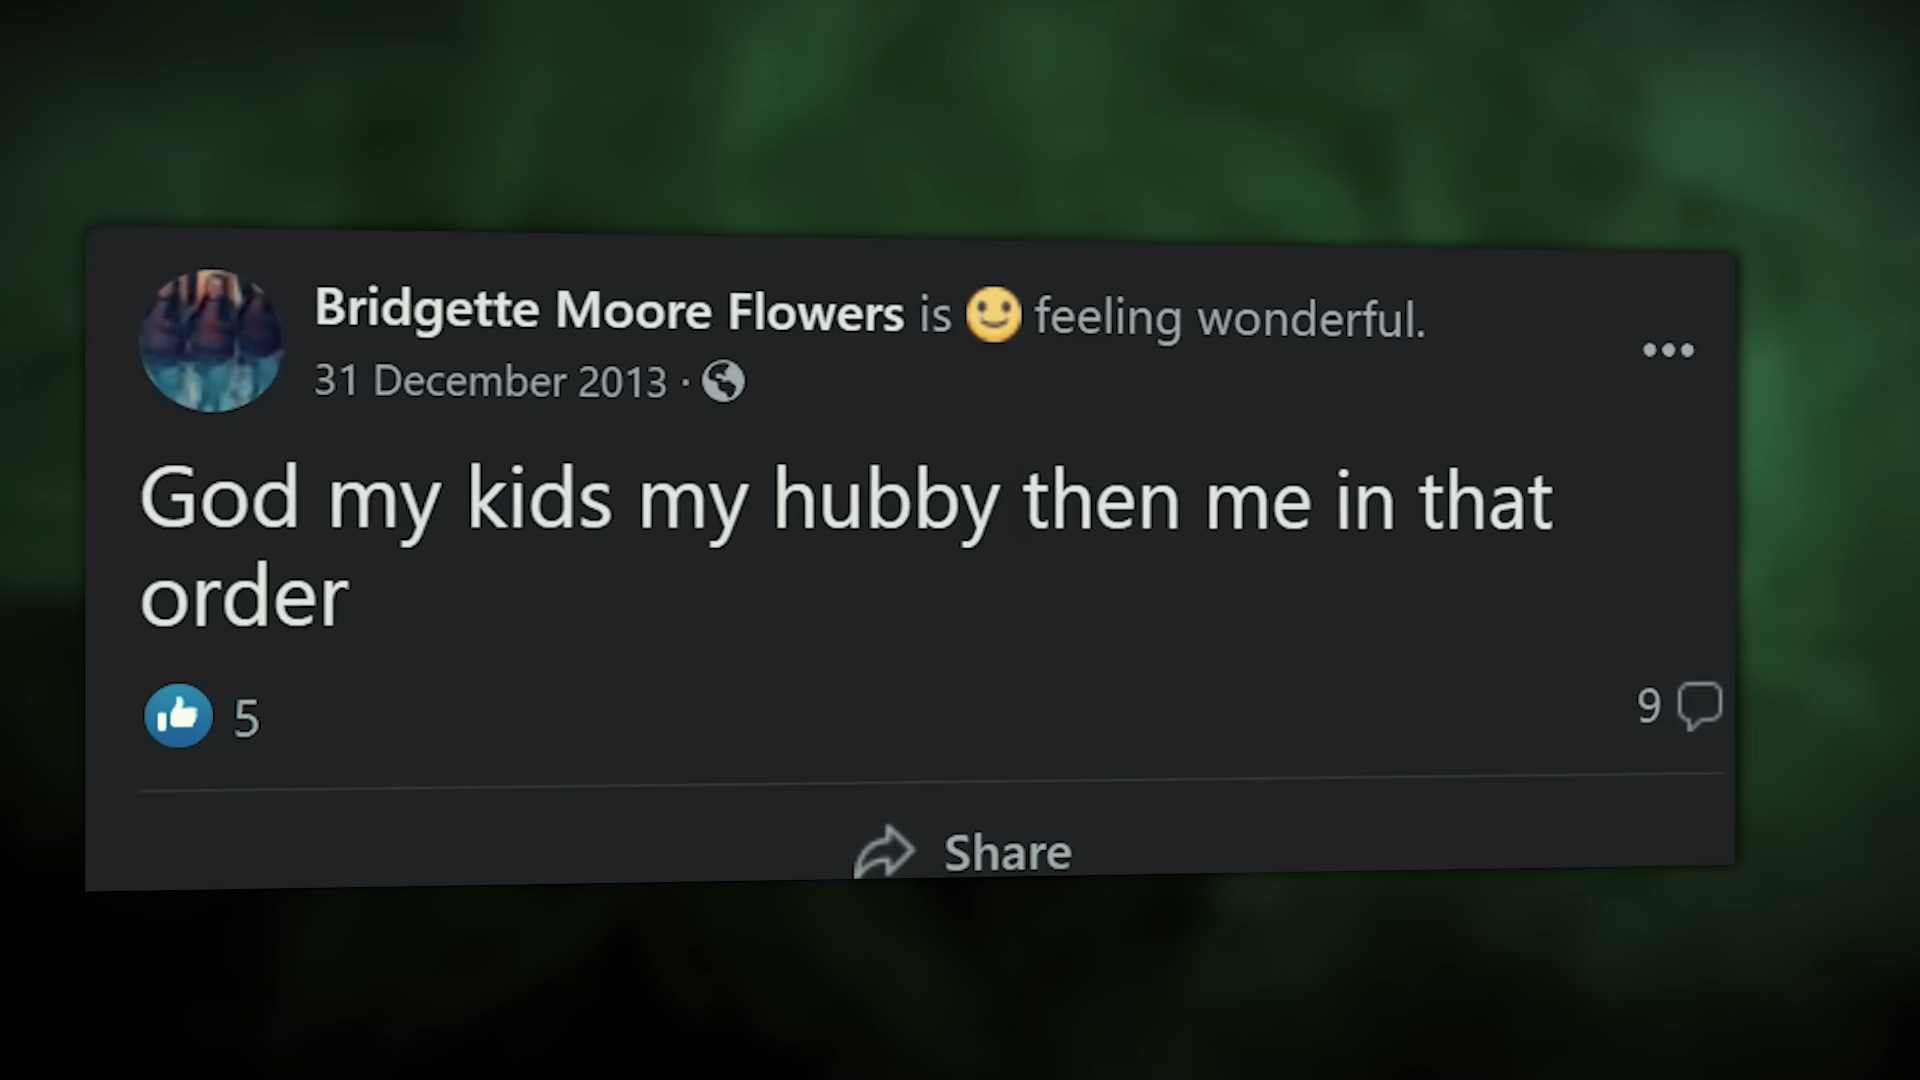 Bridgette Moore Flowers is 🙂 feeling wonderful.
31 December 2013 ·
God my kids my hubby then me in that
order
5
9
Share